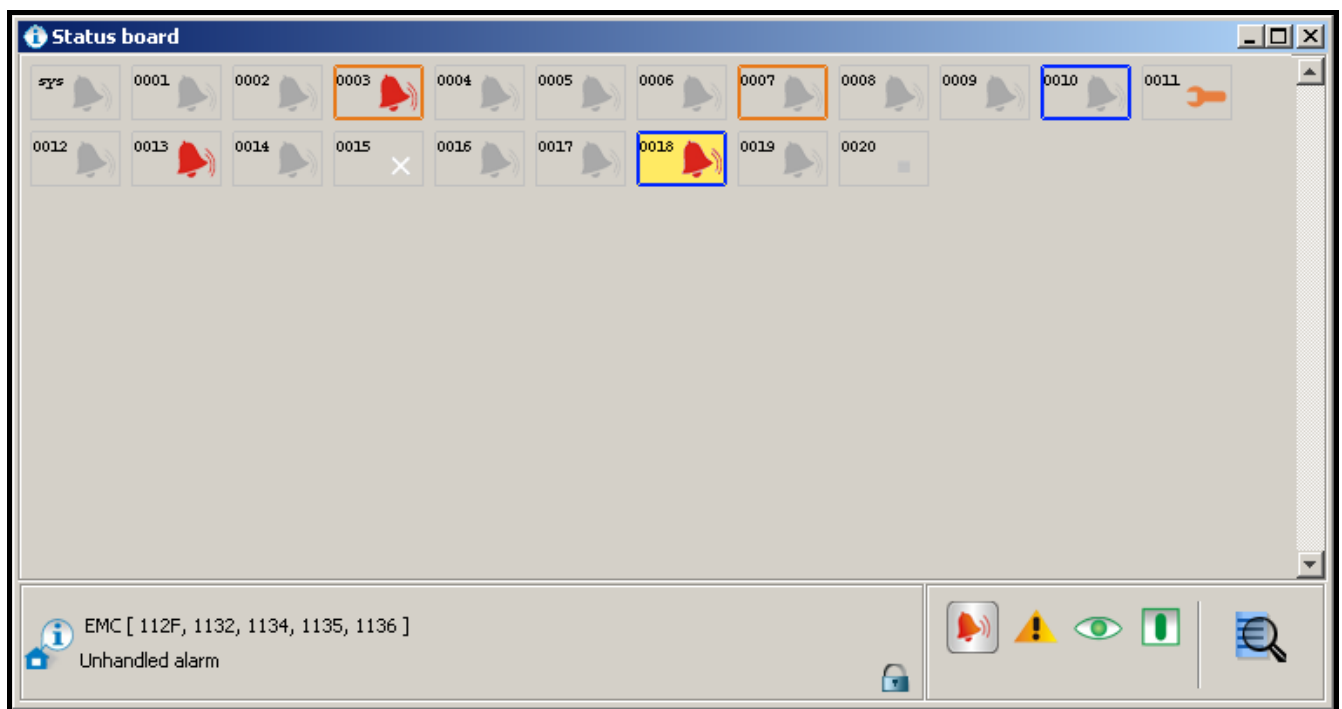 Status board
sys 0001 0002 0003 0004 0005 0006 0007 0008 0009 0010 0011
0012 0013 0014 0015 0016 0017 0018 0019 0020
EMC [ 112F, 1132, 1134, 1135, 1136 ]
Unhandled alarm